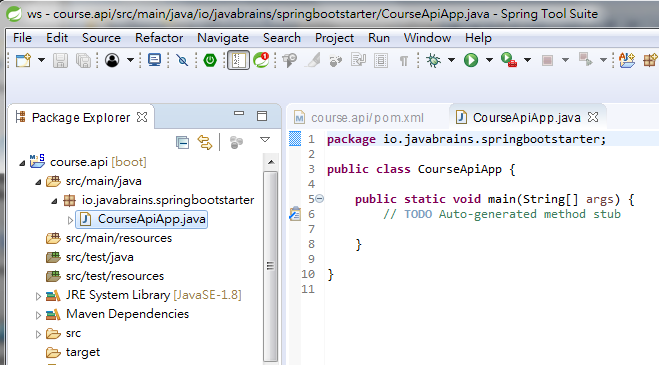 ws - course.api/src/main/java/io/javabrains/springbootstarter/CourseApiApp.java - Spring Tool Suite
File Edit Source Refactor Navigate Search Project Run Window Help
Package Explorer
course.api [boot]
src/main/java
io.javabrains.springbootstarter
CourseApiApp.java
src/main/resources
src/test/java
src/test/resources
JRE System Library [JavaSE-1.8]
Maven Dependencies
src
target
course.api/pom.xml CourseApiApp.java
1 package io.javabrains.springbootstarter;
2
3 public class CourseApiApp {
4
5 public static void main(String[] args) {
6 // TODO Auto-generated method stub
7
8 }
9
10 }
11